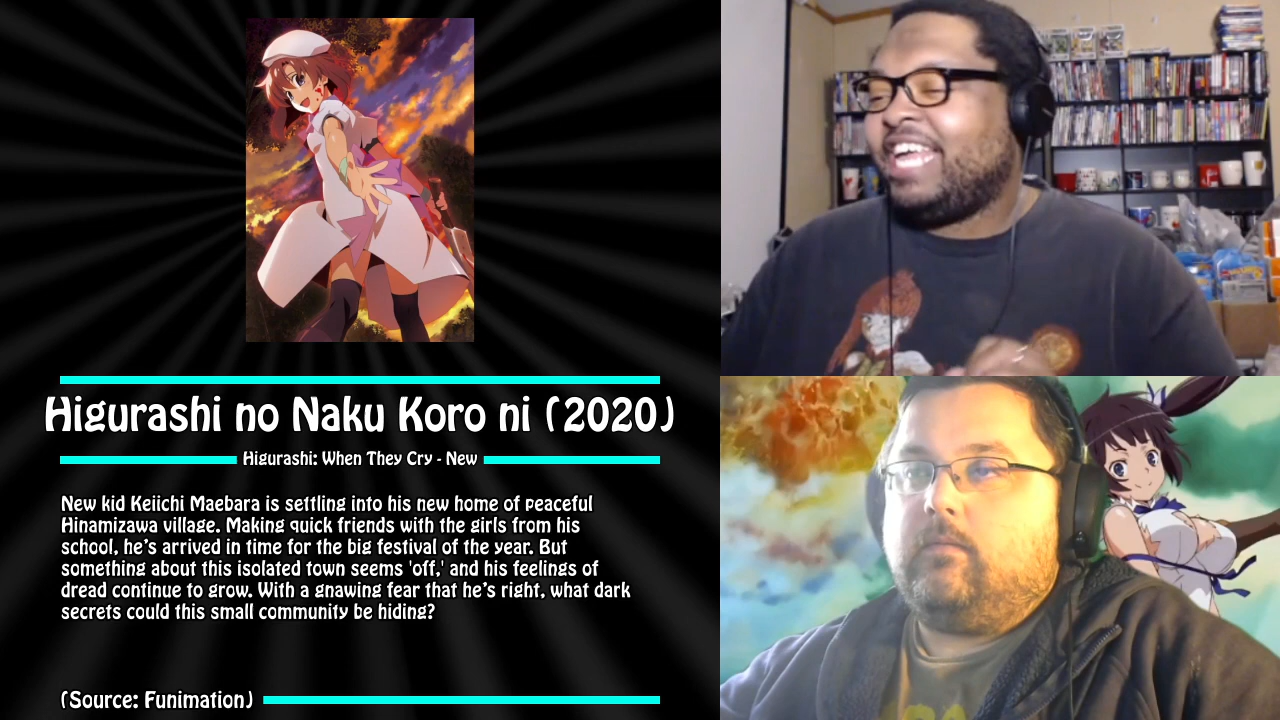 Higurashi no Naku Koro ni (2020)
Higurashi: When They Cry - New
New kid Keiichi Maebara is settling into his new home of peaceful
Hinamizawa village. Making quick friends with the girls from his
school, he's arrived in time for the big festival of the year. But
something about this isolated town seems 'off,' and his feelings of
dread continue to grow. With a gnawing fear that he's right, what dark
secrets could this small community be hiding?
(Source: Funimation)